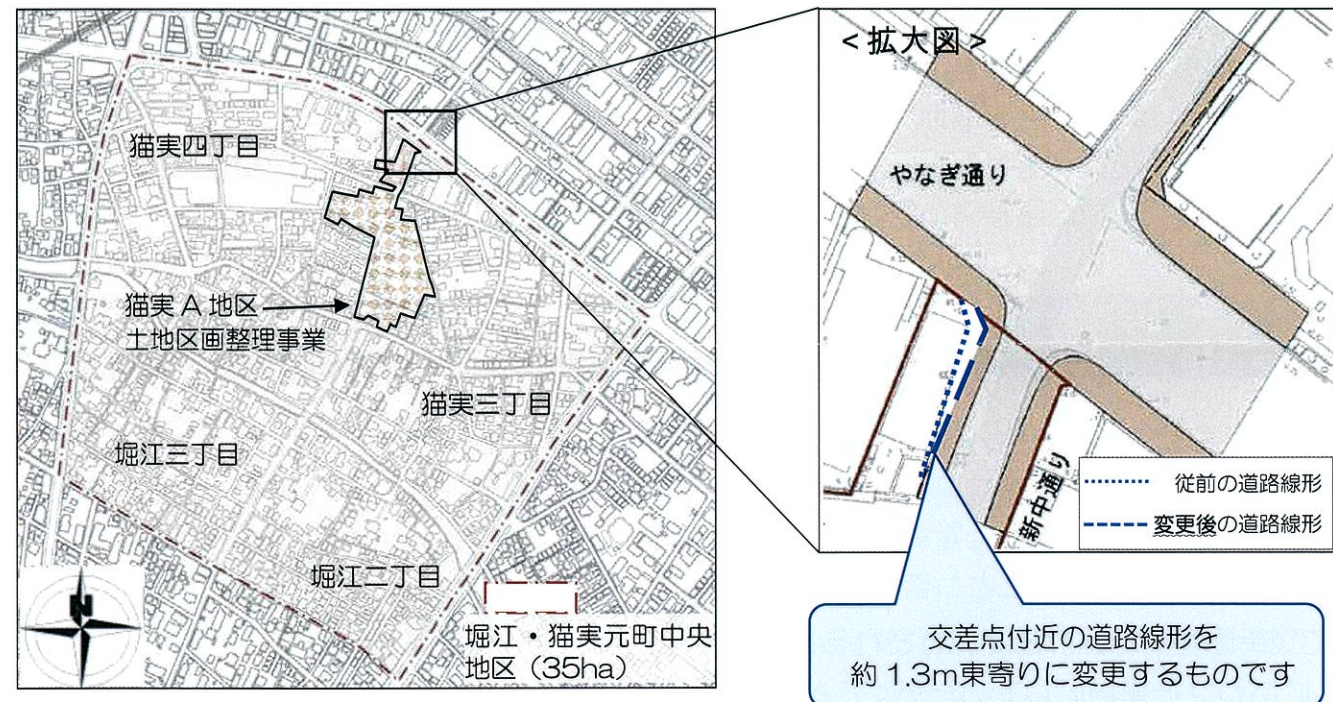 猫実四丁目
猫実A地区
土地区画整理事業
猫実三丁目
堀江三丁目
堀江二丁目
N
堀江・猫実元町中央
地区（35ha）
＜拡大図＞
やなぎ通り
新中通り
従前の道路線形
変更後の道路線形
交差点付近の道路線形を
約1.3m東寄りに変更するものです